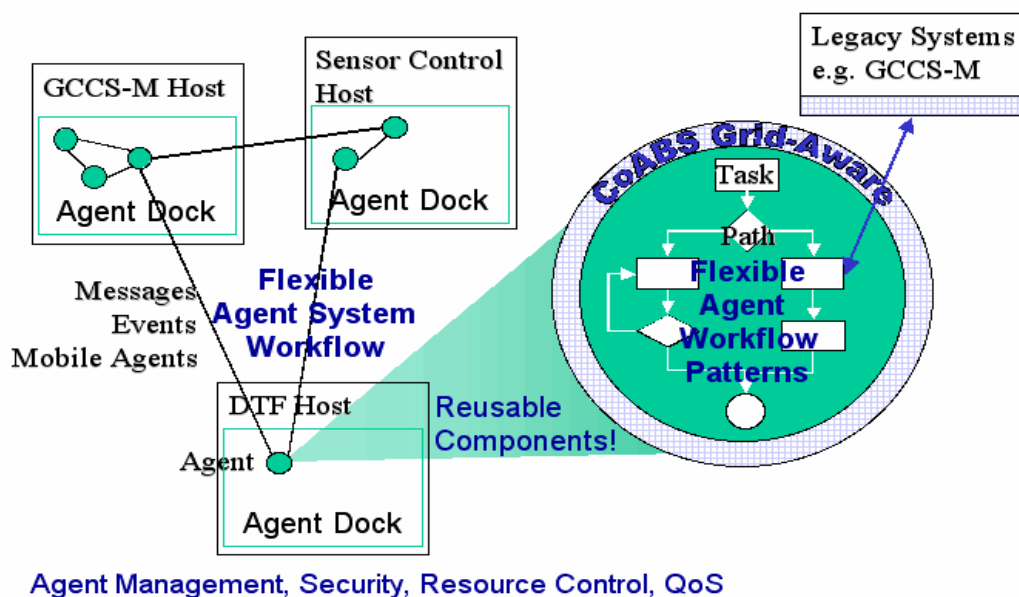 GCCS-M Host
Agent Dock
Sensor Control
Host
Agent Dock
Legacy Systems
e.g. GCCS-M
CoABS Grid-Aware
Task
Path
Flexible
Agent
Workflow
Patterns
Messages
Events
Mobile Agents
Flexible
Agent System
Workflow
DTF Host
Agent
Agent Dock
Reusable
Components!
Agent Management, Security, Resource Control, QoS